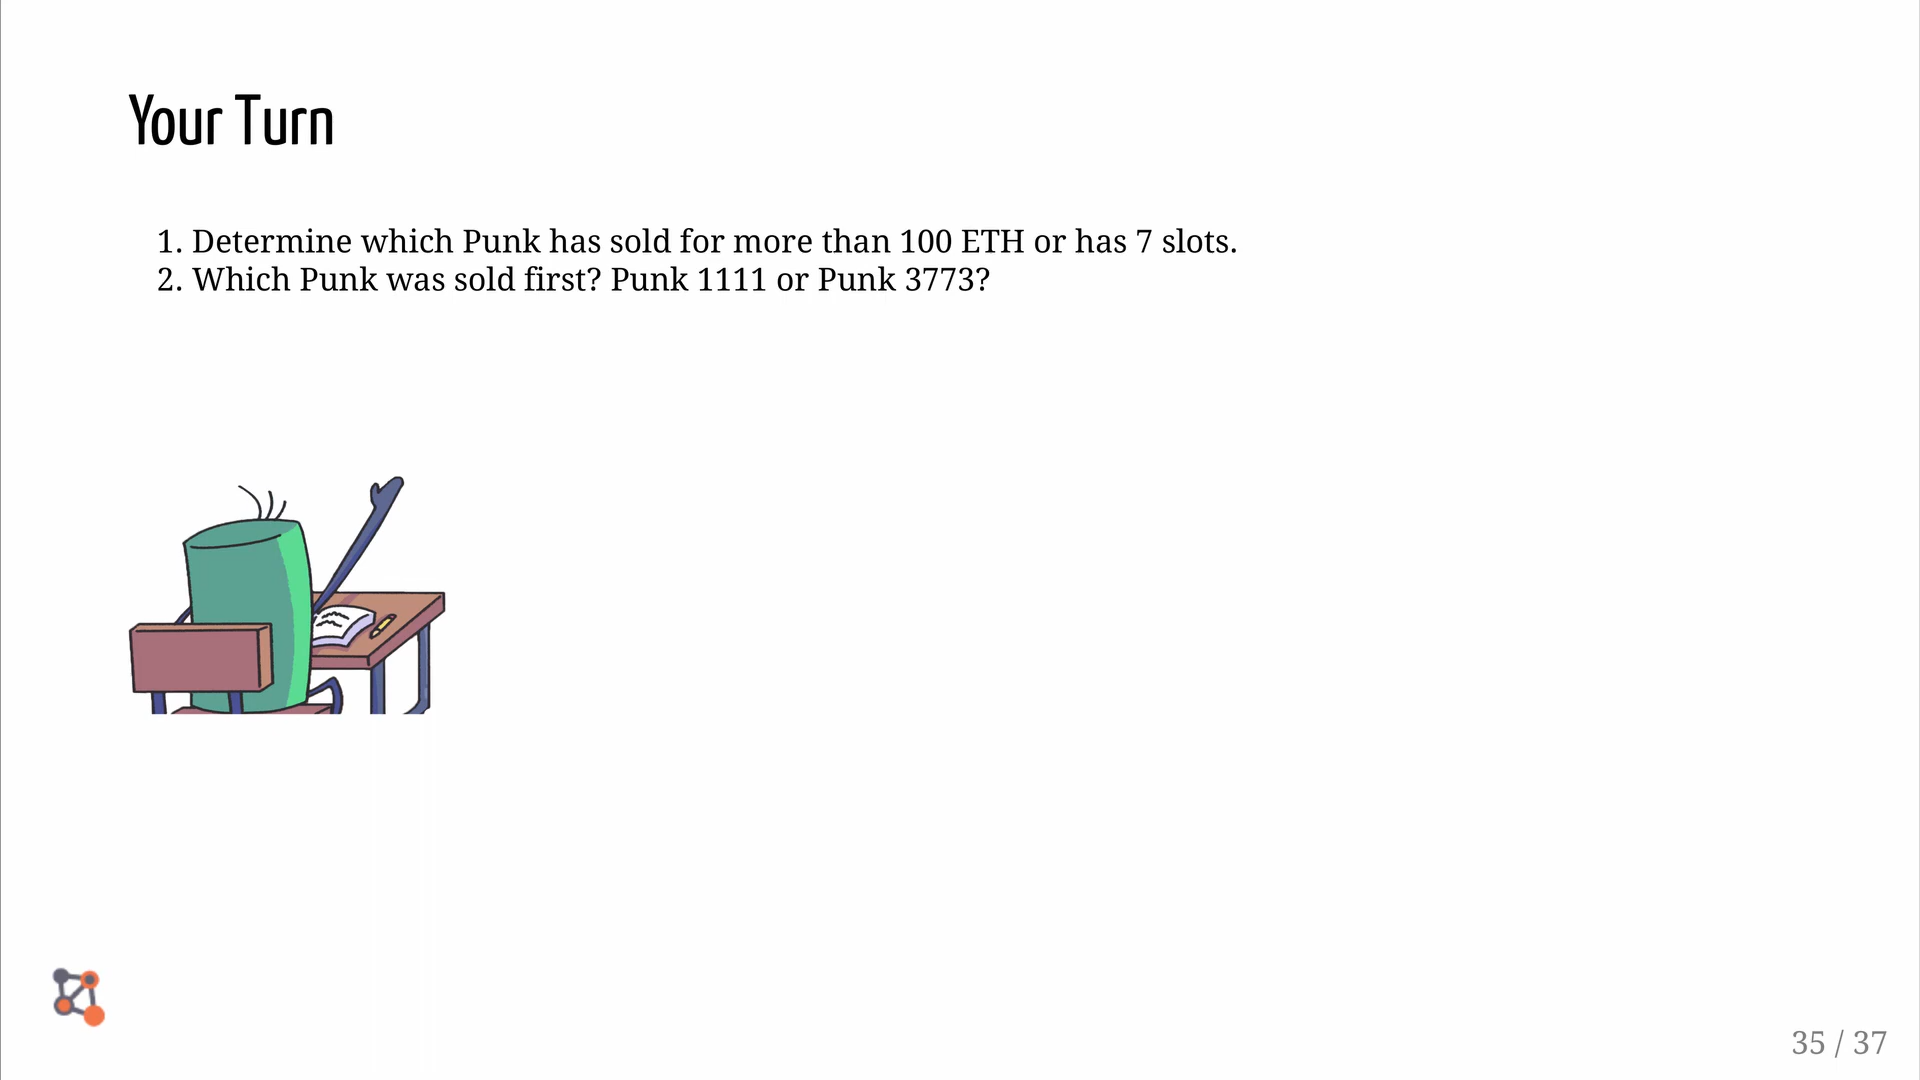 Your Turn
1. Determine which Punk has sold for more than 100 ETH or has 7 slots.
2. Which Punk was sold first? Punk 1111 or Punk 3773?
35 / 37